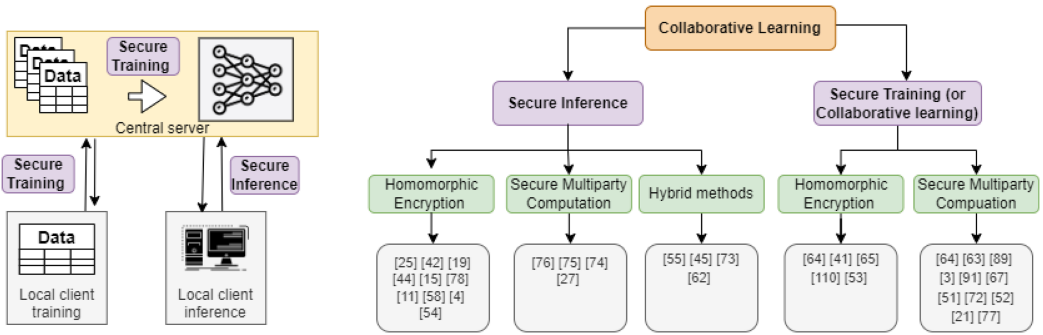 Data
Data
Data
Secure
Training
Central server
Secure
Training
Secure
Inference
Data
Local client
training
Local client
inference
Collaborative Learning
Secure Inference
Secure Training (or
Collaborative learning)
Homomorphic
Encryption
Secure Multiparty
Computation
Hybrid methods
Homomorphic
Encryption
Secure Multiparty
Compuation
[25] [42] [19]
[44] [15] [78]
[11] [58] [4]
[54]
[76] [75] [74]
[27]
[55] [45] [73]
[62]
[64] [41] [65]
[110] [53]
[64] [63] [89]
[3] [91] [67]
[51] [72] [52]
[21] [77]